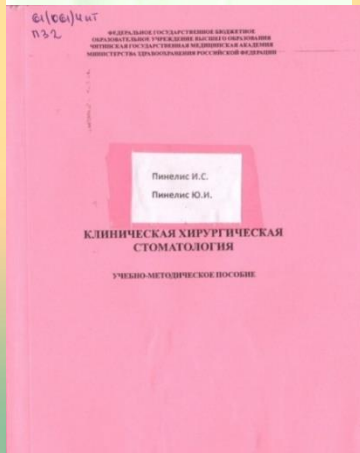 61(061)ЧИТ
П32
ФЕДЕРАЛЬНОЕ ГОСУДАРСТВЕННОЕ БЮДЖЕТНОЕ
ОБРАЗОВАТЕЛЬНОЕ УЧРЕЖДЕНИЕ ВЫСШЕГО ОБРАЗОВАНИЯ
ЧИТИНСКАЯ ГОСУДАРСТВЕННАЯ МЕДИЦИНСКАЯ АКАДЕМИЯ
МИНИСТЕРСТВА ЗДРАВООХРАНЕНИЯ РОССИЙСКОЙ ФЕДЕРАЦИИ
Пинелис И.С.
Пинелис Ю.И.
КЛИНИЧЕСКАЯ ХИРУРГИЧЕСКАЯ
СТОМАТОЛОГИЯ
УЧЕБНО-МЕТОДИЧЕСКОЕ ПОСОБИЕ